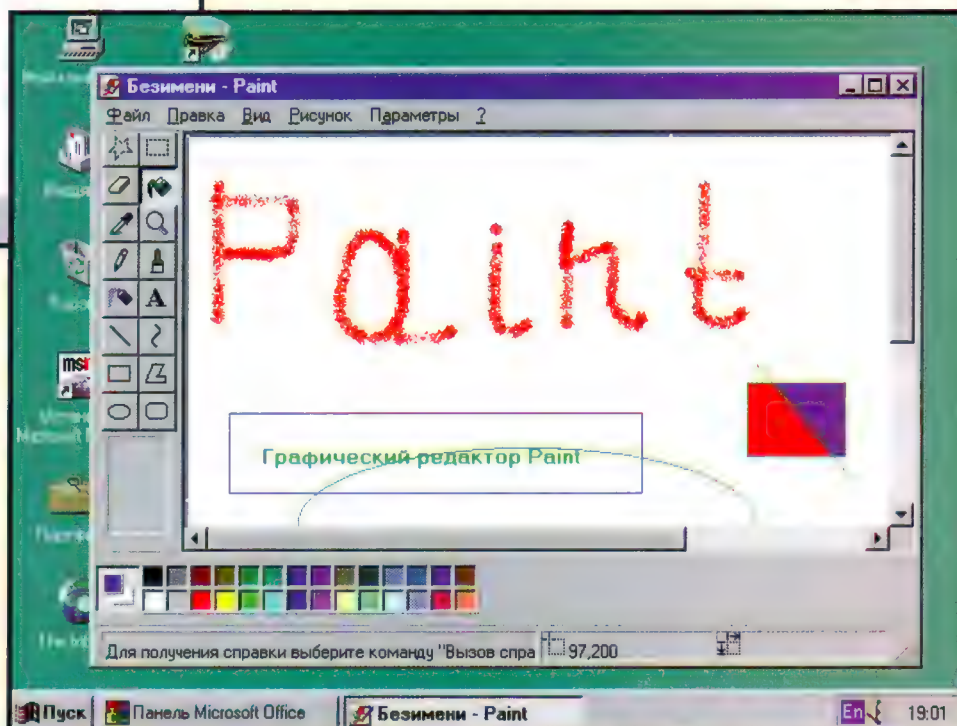 Безимени - Paint
Файл Правка Вид Рисунок Параметры ?
Paint
A
Графический редактор Paint
Для получения справки выберите команду "Вызов спра
97,200
Пуск
Панель Microsoft Office
Безимени - Paint
En
19:01